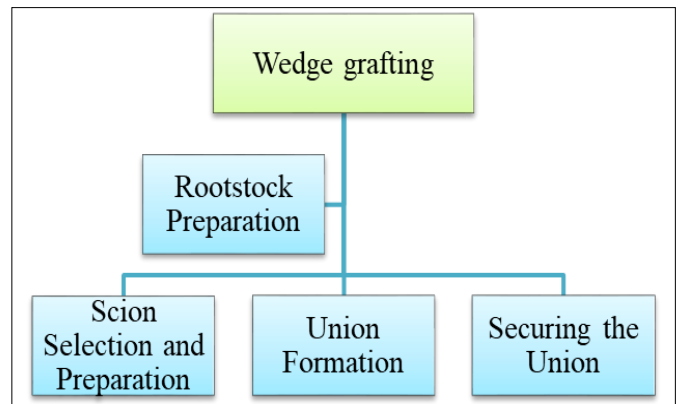 Wedge grafting
Rootstock
Preparation
Scion
Selection and
Preparation
Union
Formation
Securing the
Union